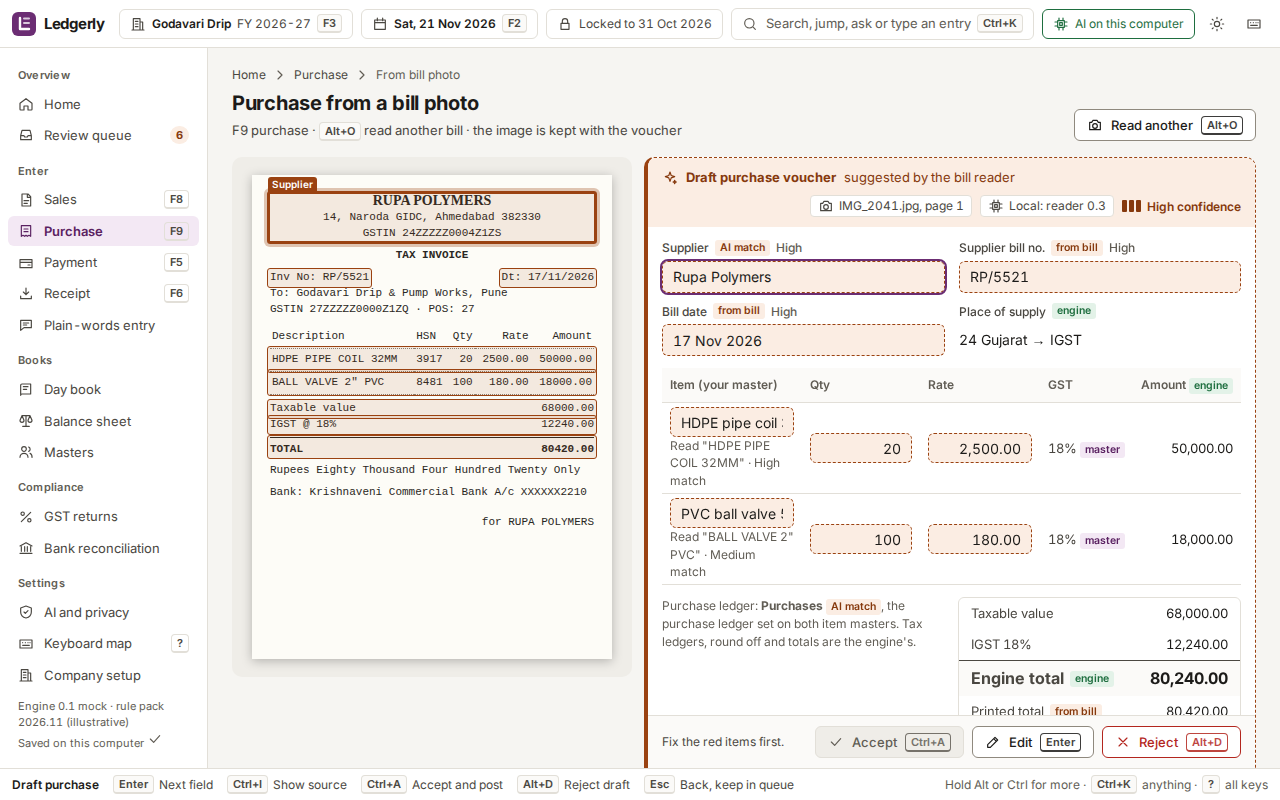 Ledgerly
Godavari Drip FY 2026-27 F3
Sat, 21 Nov 2026 F2
Locked to 31 Oct 2026
Search, jump, ask or type an entry Ctrl+K
AI on this computer
Overview
Home
Review queue 6
Enter
Sales F8
Purchase F9
Payment F5
Receipt F6
Plain-words entry
Books
Day book
Balance sheet
Masters
Compliance
GST returns
Bank reconciliation
Settings
AI and privacy
Keyboard map ?
Company setup
Engine 0.1 mock · rule pack
2026.11 (illustrative)
Saved on this computer
Home > Purchase > From bill photo
Purchase from a bill photo
F9 purchase · Alt+O read another bill · the image is kept with the voucher
Read another Alt+O
Supplier
RUPA POLYMERS
14, Naroda GIDC, Ahmedabad 382330
GSTIN 24ZZZZZ0004Z1ZS
TAX INVOICE
Inv No: RP/5521 Dt: 17/11/2026
To: Godavari Drip & Pump Works, Pune
GSTIN 27ZZZZZ0000Z1ZQ · POS: 27
Description HSN Qty Rate Amount
HDPE PIPE COIL 32MM 3917 20 2500.00 50000.00
BALL VALVE 2" PVC 8481 100 180.00 18000.00
Taxable value 68000.00
IGST @ 18% 12240.00
TOTAL 80420.00
Rupees Eighty Thousand Four Hundred Twenty Only
Bank: Krishnaveni Commercial Bank A/c XXXXXX2210
for RUPA POLYMERS
Draft purchase voucher suggested by the bill reader
IMG_2041.jpg, page 1 Local: reader 0.3 High confidence
Supplier AI match High
Rupa Polymers
Supplier bill no. from bill High
RP/5521
Bill date from bill High
17 Nov 2026
Place of supply engine
24 Gujarat → IGST
Item (your master) Qty Rate GST Amount engine
HDPE pipe coil 20 2,500.00 18% master 50,000.00
Read "HDPE PIPE
COIL 32MM" · High
match
PVC ball valve 100 180.00 18% master 18,000.00
Read "BALL VALVE 2"
PVC" · Medium
match
Purchase ledger: Purchases AI match, the
purchase ledger set on both item masters. Tax
ledgers, round off and totals are the engine's.
Taxable value 68,000.00
IGST 18% 12,240.00
Engine total engine 80,240.00
Printed total from bill 80,420.00
Fix the red items first.
Accept Ctrl+A
Edit Enter
Reject Alt+D
Draft purchase Enter Next field Ctrl+I Show source Ctrl+A Accept and post Alt+D Reject draft Esc Back, keep in queue
Hold Alt or Ctrl for more · Ctrl+K anything · ? all keys